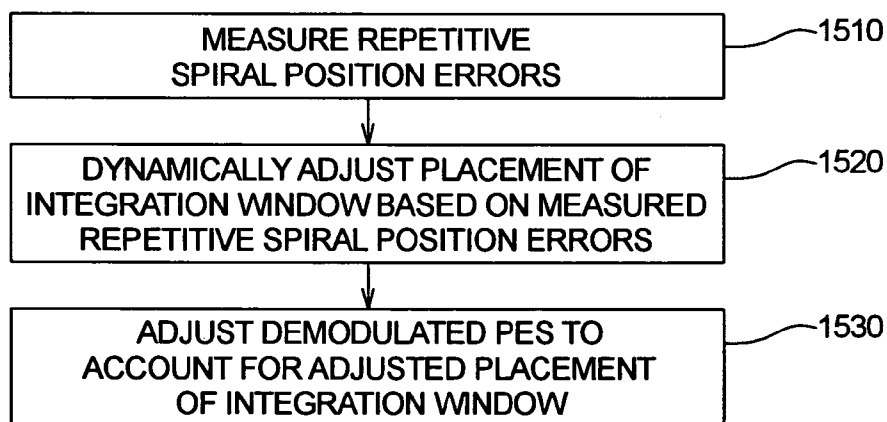 MEASURE REPETITIVE
SPIRAL POSITION ERRORS
1510
DYNAMICALLY ADJUST PLACEMENT OF
INTEGRATION WINDOW BASED ON MEASURED
REPETITIVE SPIRAL POSITION ERRORS
1520
ADJUST DEMODULATED PES TO
ACCOUNT FOR ADJUSTED PLACEMENT
OF INTEGRATION WINDOW
1530